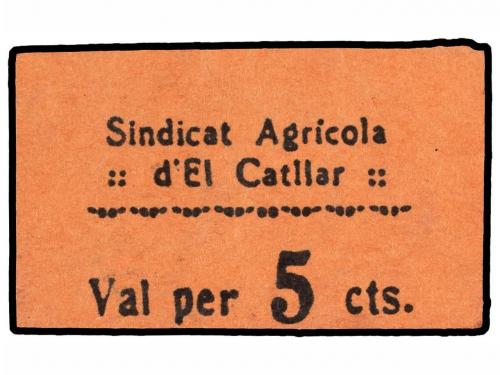 Sindicat Agricola
:: d'El Catllar ::
Val per 5 cts.